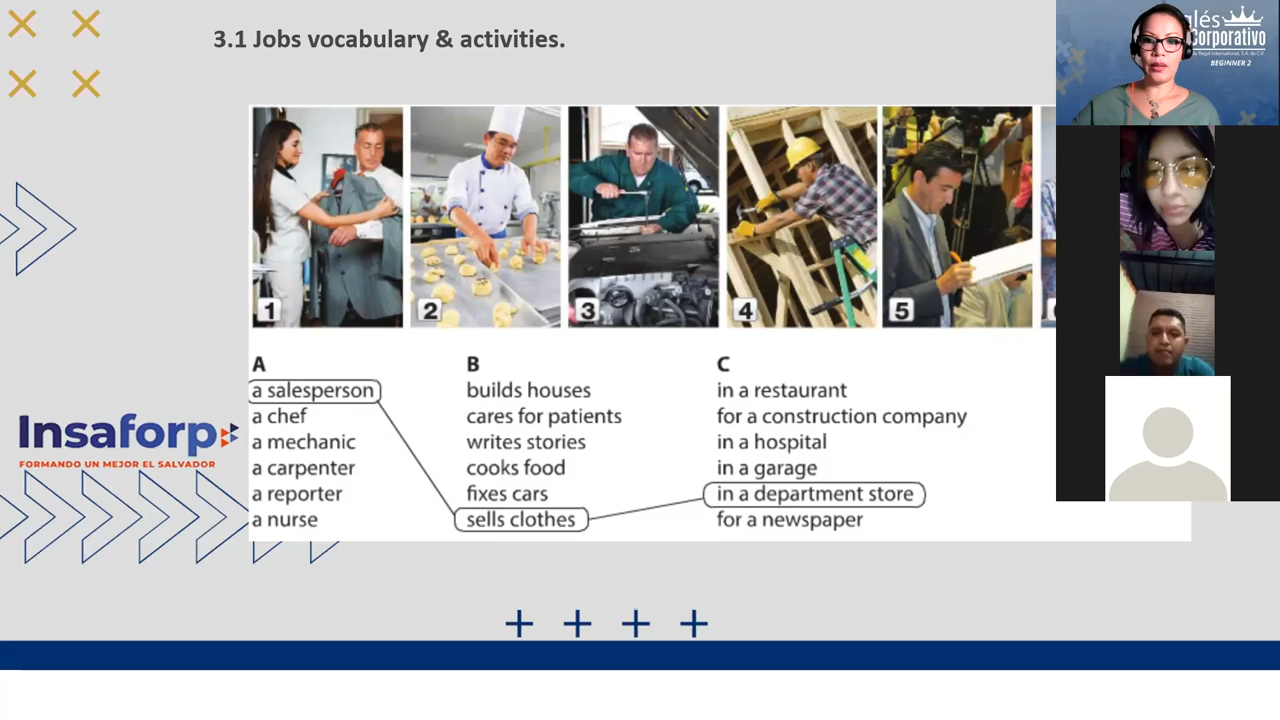 3.1 Jobs vocabulary & activities.
glés
corporativo
BEGINNER 2
1
2
3
4
5
A
a salesperson
a chef
a mechanic
a carpenter
a reporter
a nurse
B
builds houses
cares for patients
writes stories
cooks food
fixes cars
sells clothes
C
in a restaurant
for a construction company
in a hospital
in a garage
in a department store
for a newspaper
Insaforp
FORMANDO UN MEJOR EL SALVADOR